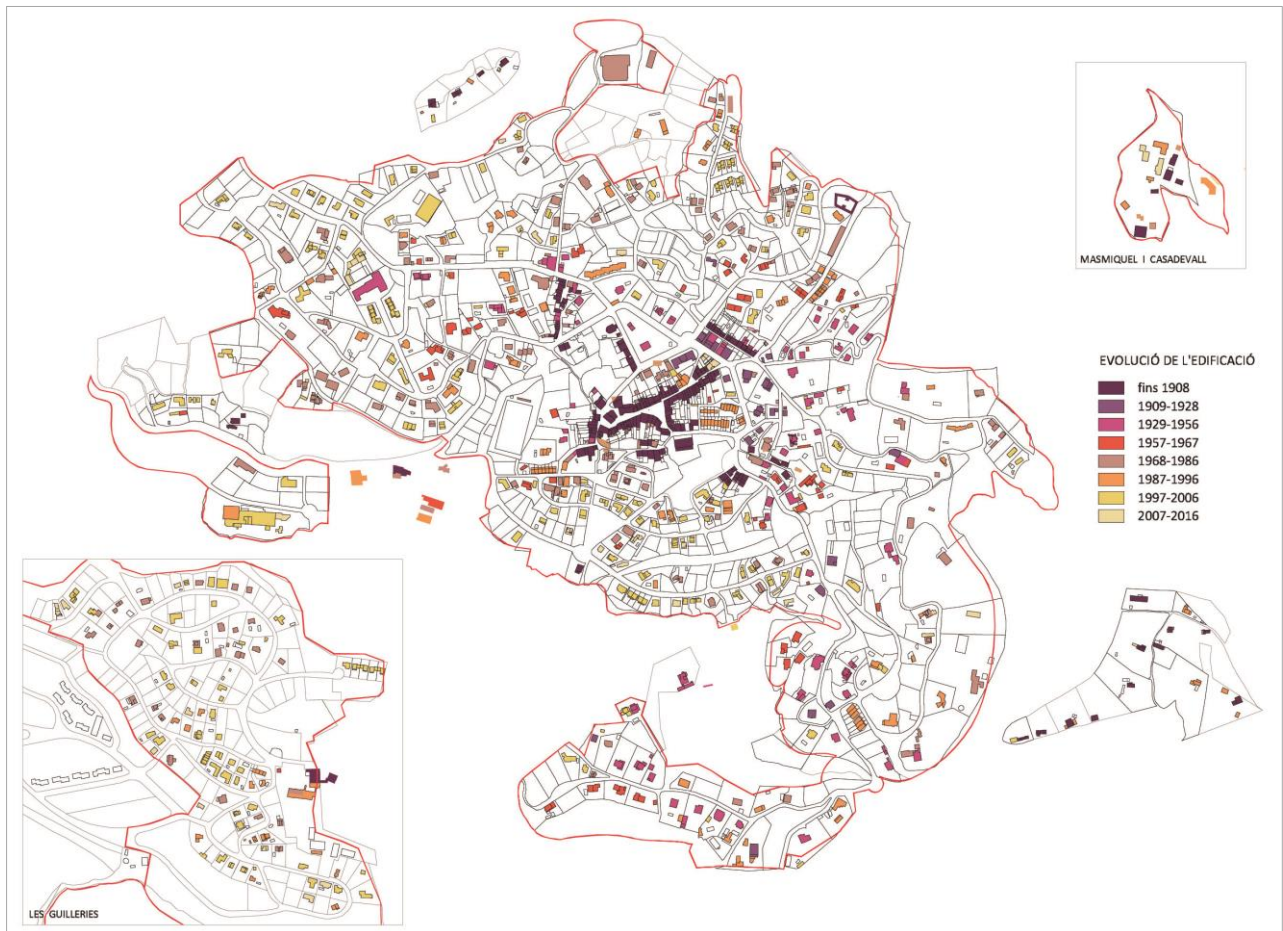 MASMIQUEL I CASADEVALL
EVOLUCIÓ DE L'EDIFICACIÓ
fins 1908
1909-1928
1929-1956
1957-1967
1968-1986
1987-1996
1997-2006
2007-2016
LES GUILLERIES